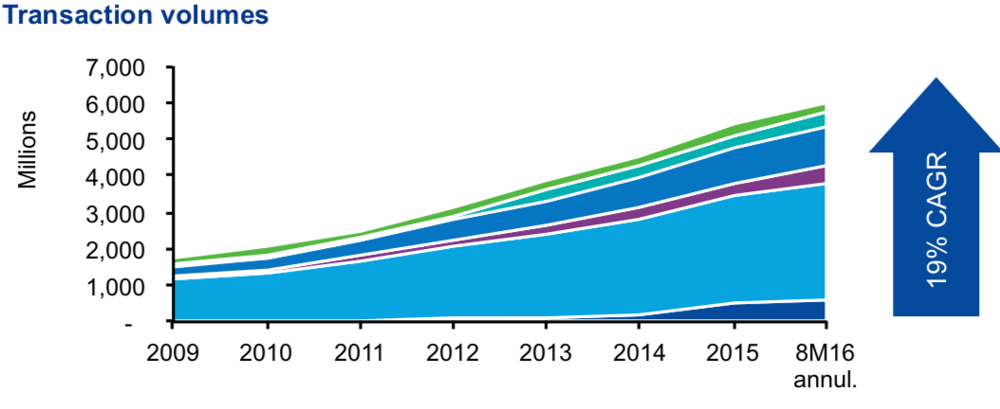 Transaction volumes
Millions
7,000
6,000
5,000
4,000
3,000
2,000
1,000
-
2009 2010 2011 2012 2013 2014 2015 8M16
annul.
19% CAGR